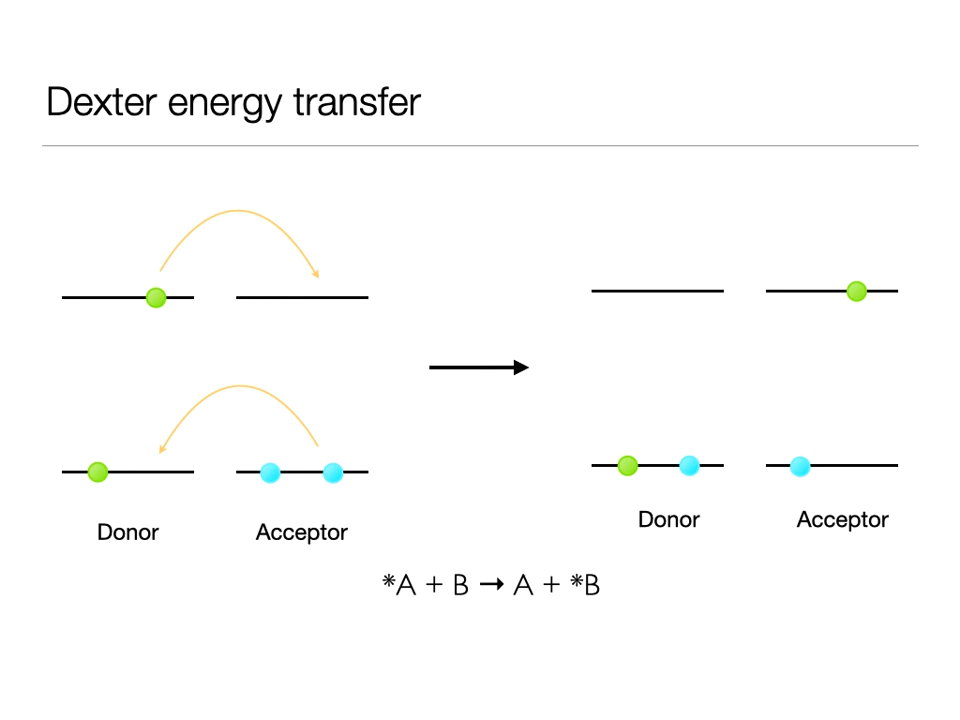 Dexter energy transfer
Donor
Acceptor
Donor
Acceptor
*A + B → A + *B